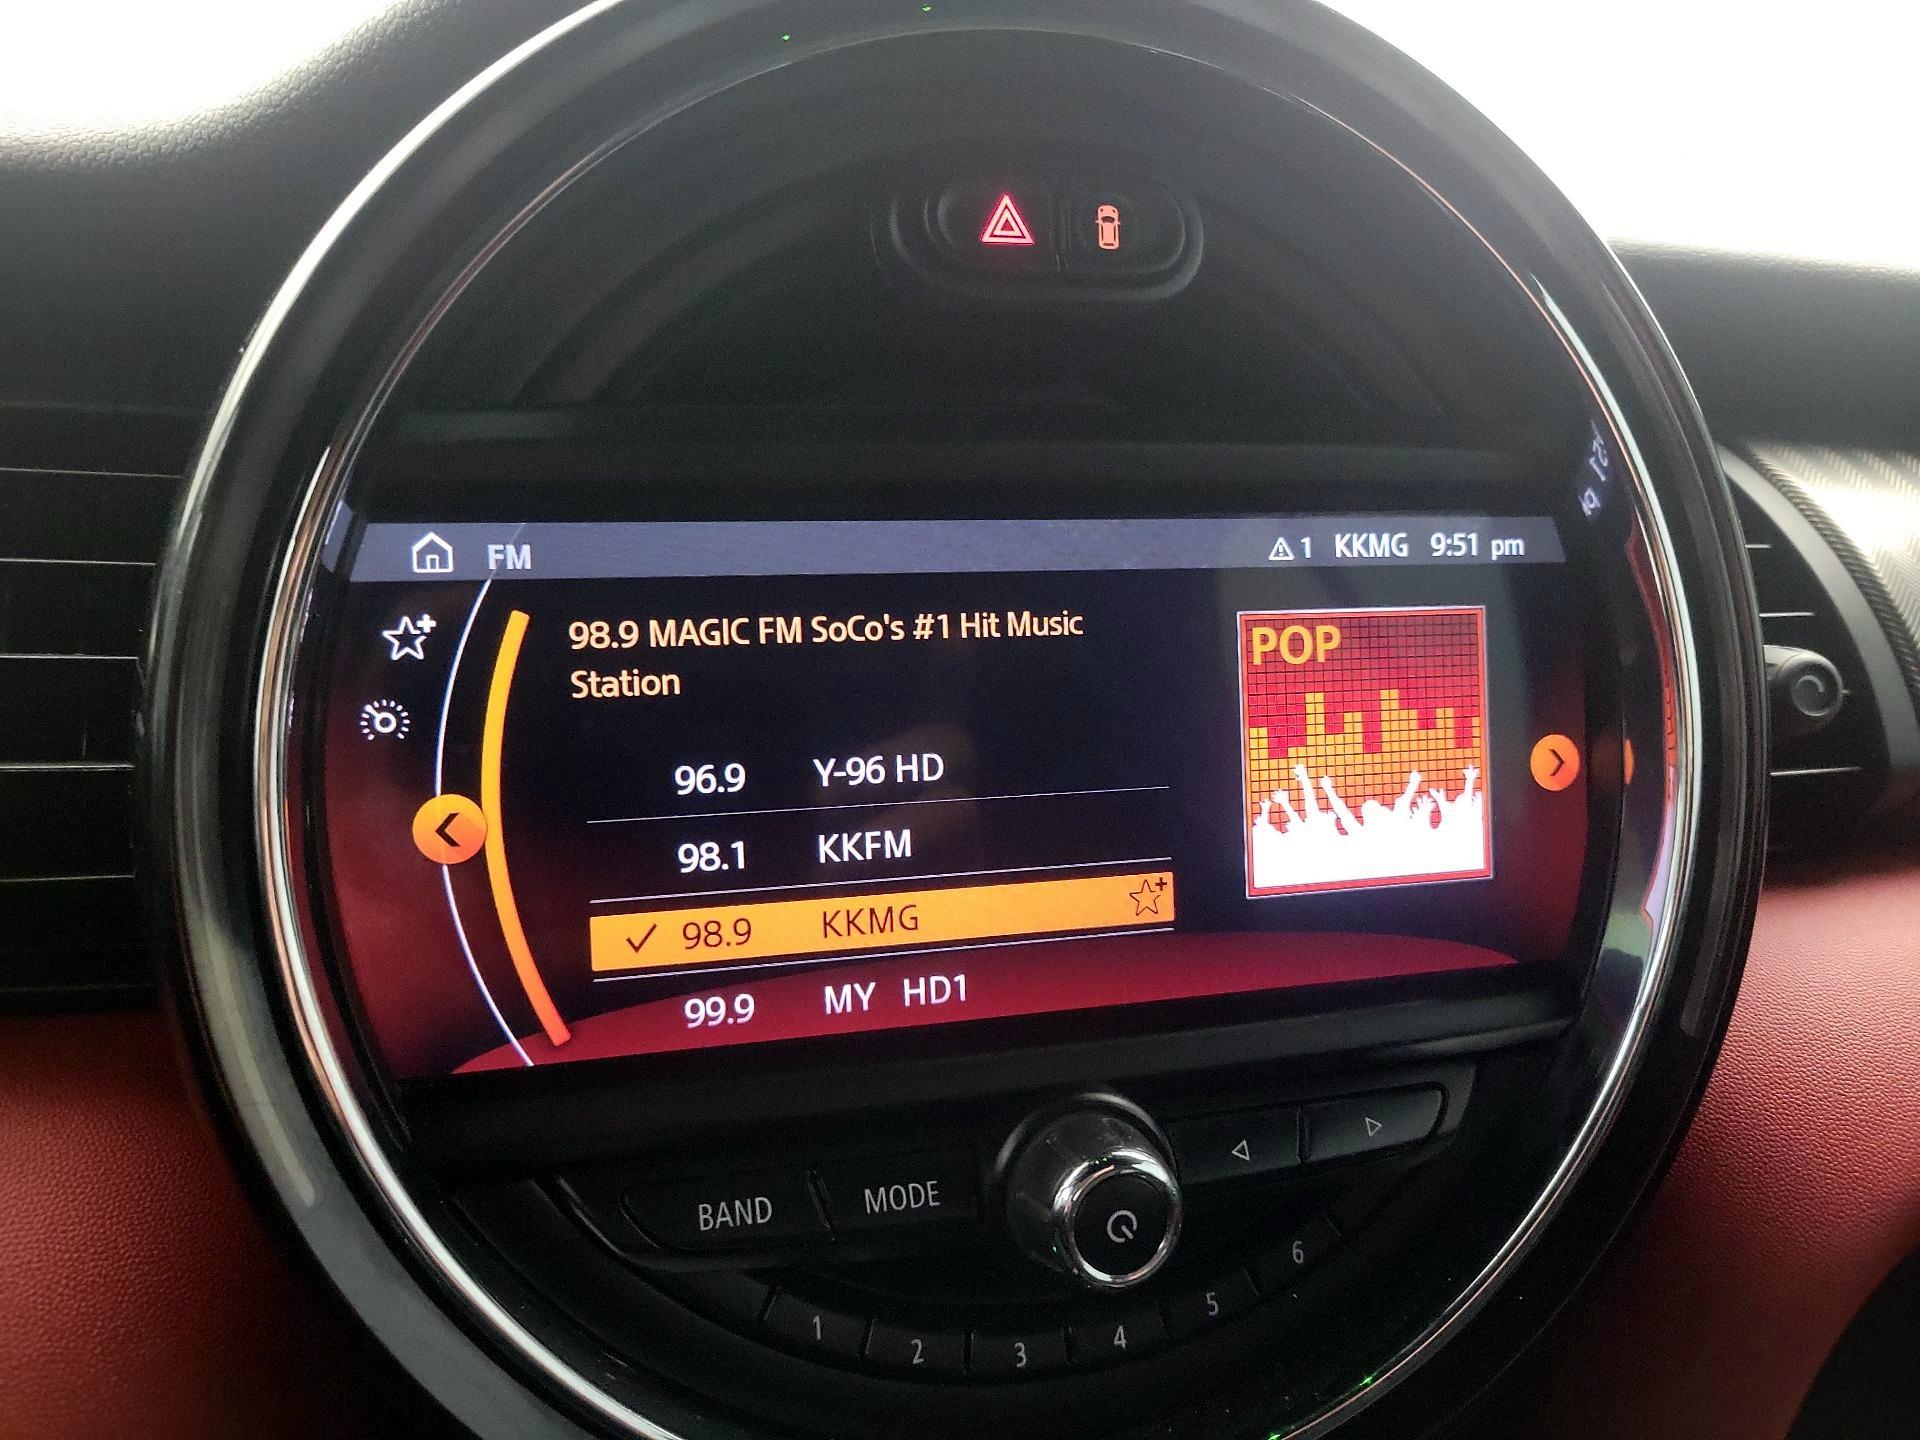 FM
1 KKMG 9:51 pm
98.9 MAGIC FM SoCo's #1 Hit Music
Station
POP
96.9 Y-96 HD
98.1 KKFM
98.9 KKMG
99.9 MY HD1
BAND MODE
1 2 3 4 5 6